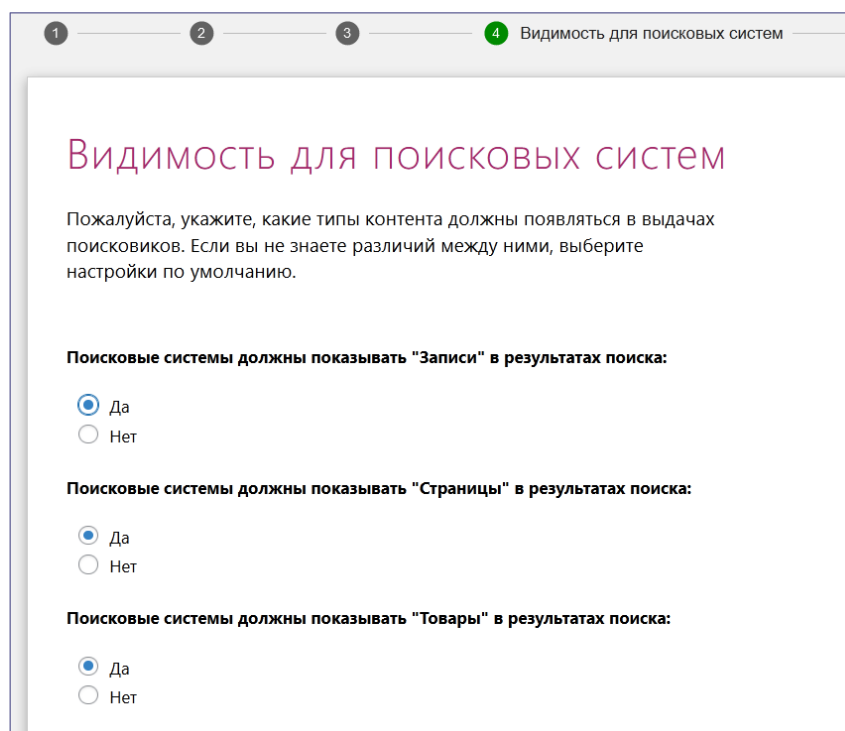 1 2 3 4 Видимость для поисковых систем
Видимость для поисковых систем
Пожалуйста, укажите, какие типы контента должны появляться в выдачах
поисковиков. Если вы не знаете различий между ними, выберите
настройки по умолчанию.
Поисковые системы должны показывать "Записи" в результатах поиска:
Да
Нет
Поисковые системы должны показывать "Страницы" в результатах поиска:
Да
Нет
Поисковые системы должны показывать "Товары" в результатах поиска:
Да
Нет